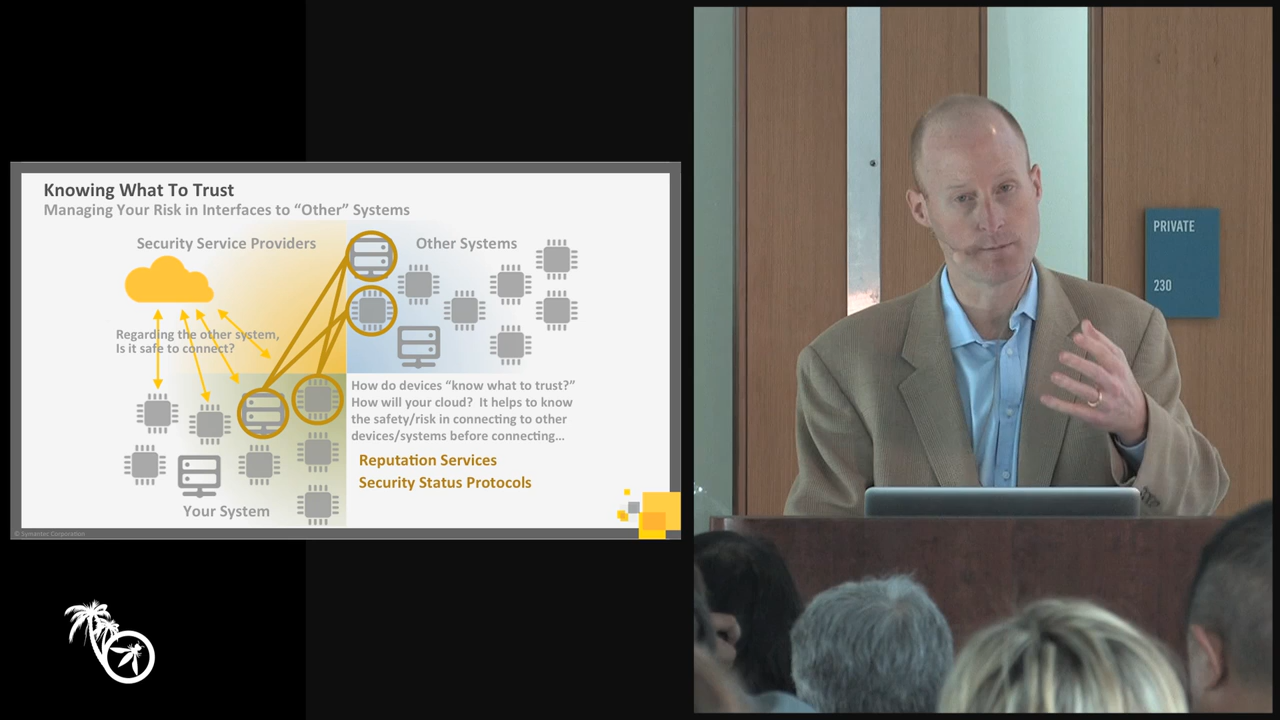 Knowing What To Trust
Managing Your Risk in Interfaces to “Other” Systems
Security Service Providers
Other Systems
Regarding the other system,
Is it safe to connect?
How do devices “know what to trust?”
How will your cloud?  It helps to know
the safety/risk in connecting to other
devices/systems before connecting…
Reputation Services
Security Status Protocols
Your System
© Symantec Corporation
PRIVATE
230